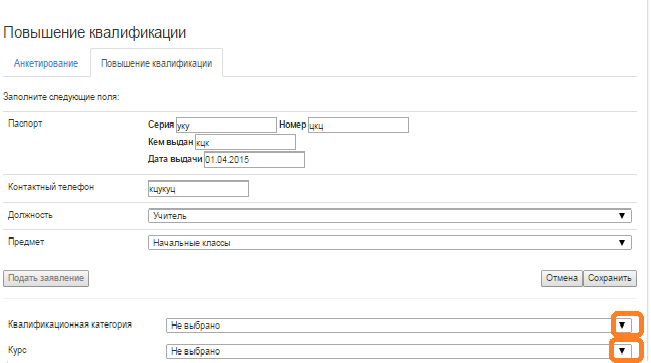 Повышение квалификации
Анкетирование Повышение квалификации
Заполните следующие поля:
Паспорт Серия уку Номер цкц
Кем выдан кцк
Дата выдачи 01.04.2015
Контактный телефон кцукуц
Должность Учитель
Предмет Начальные классы
Подать заявление Отмена Сохранить
Квалификационная категория Не выбрано
Курс Не выбрано